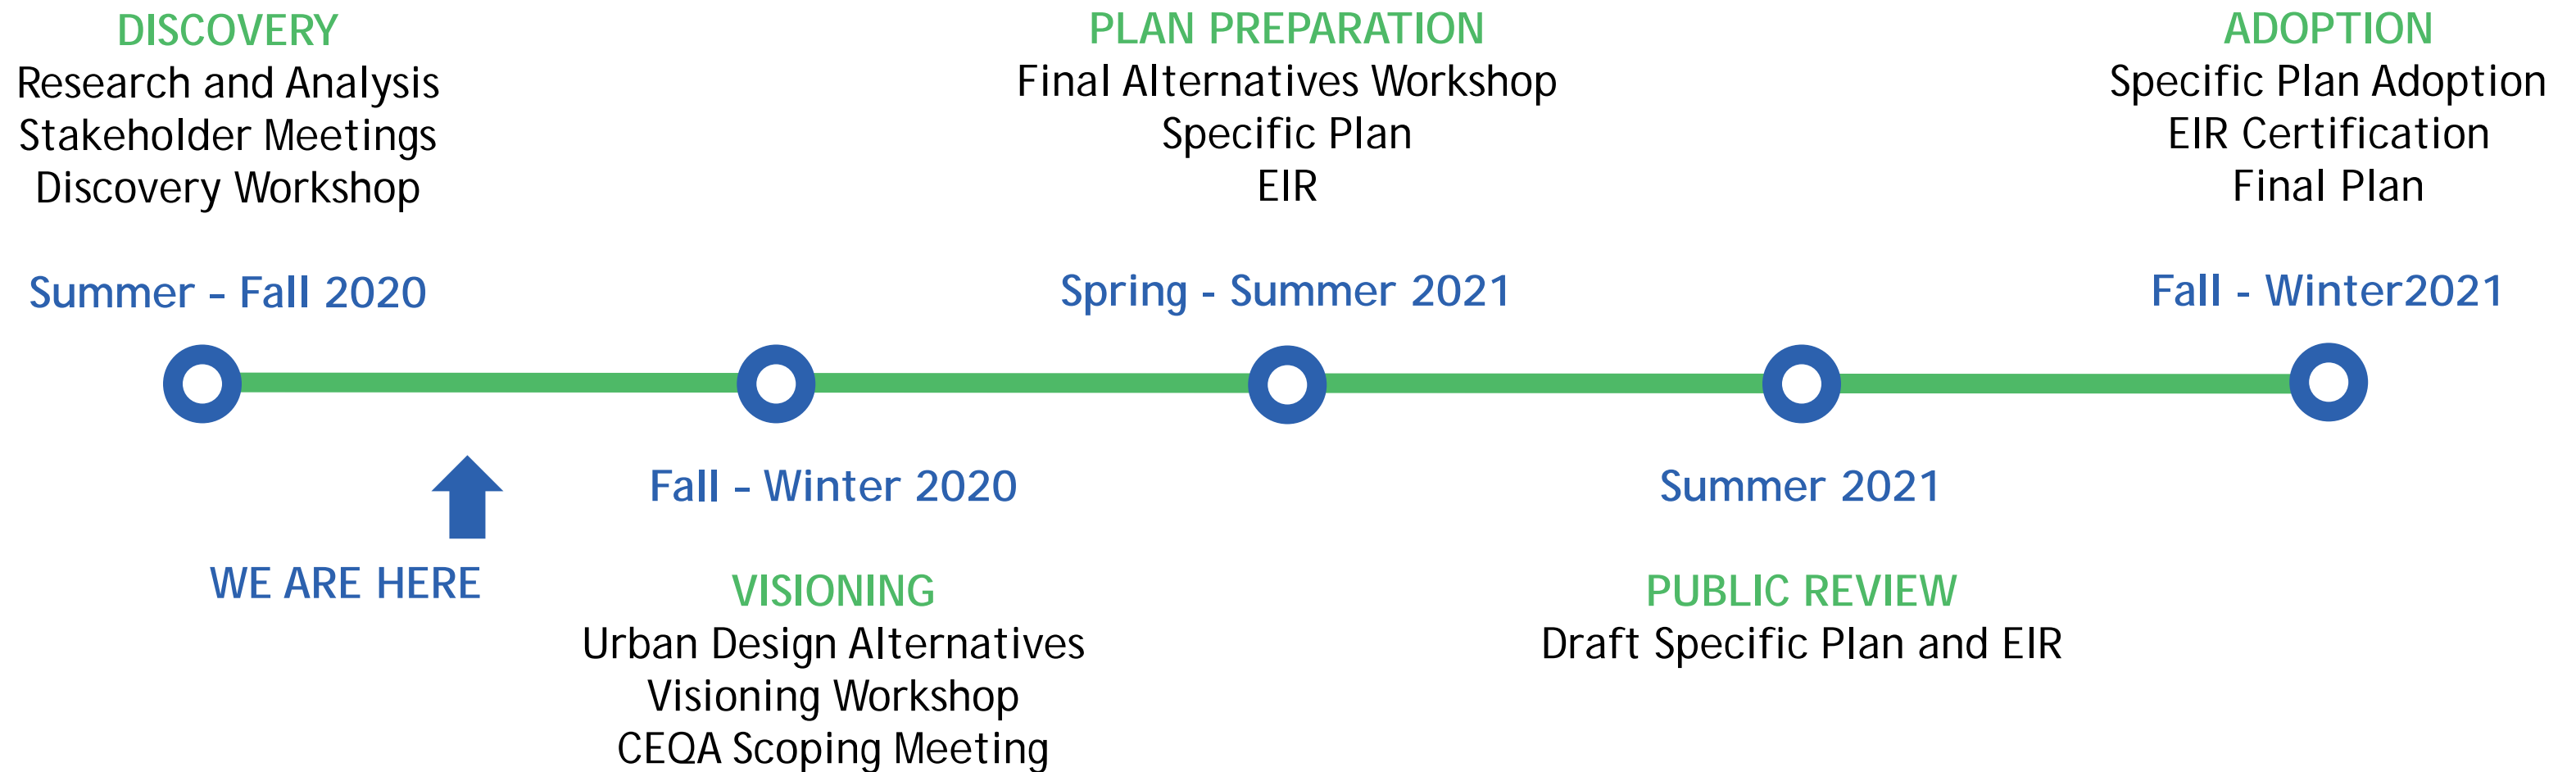 DISCOVERY
Research and Analysis
Stakeholder Meetings
Discovery Workshop
Summer - Fall 2020
PLAN PREPARATION
Final Alternatives Workshop
Specific Plan
EIR
Spring - Summer 2021
ADOPTION
Specific Plan Adoption
EIR Certification
Final Plan
Fall - Winter2021
WE ARE HERE
Fall - Winter 2020
VISIONING
Urban Design Alternatives
Visioning Workshop
CEQA Scoping Meeting
Summer 2021
PUBLIC REVIEW
Draft Specific Plan and EIR